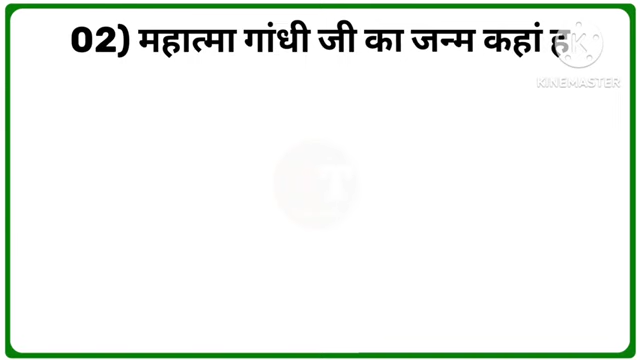 02) महात्मा गांधी जी का जन्म कहां ह
KINEMASTER